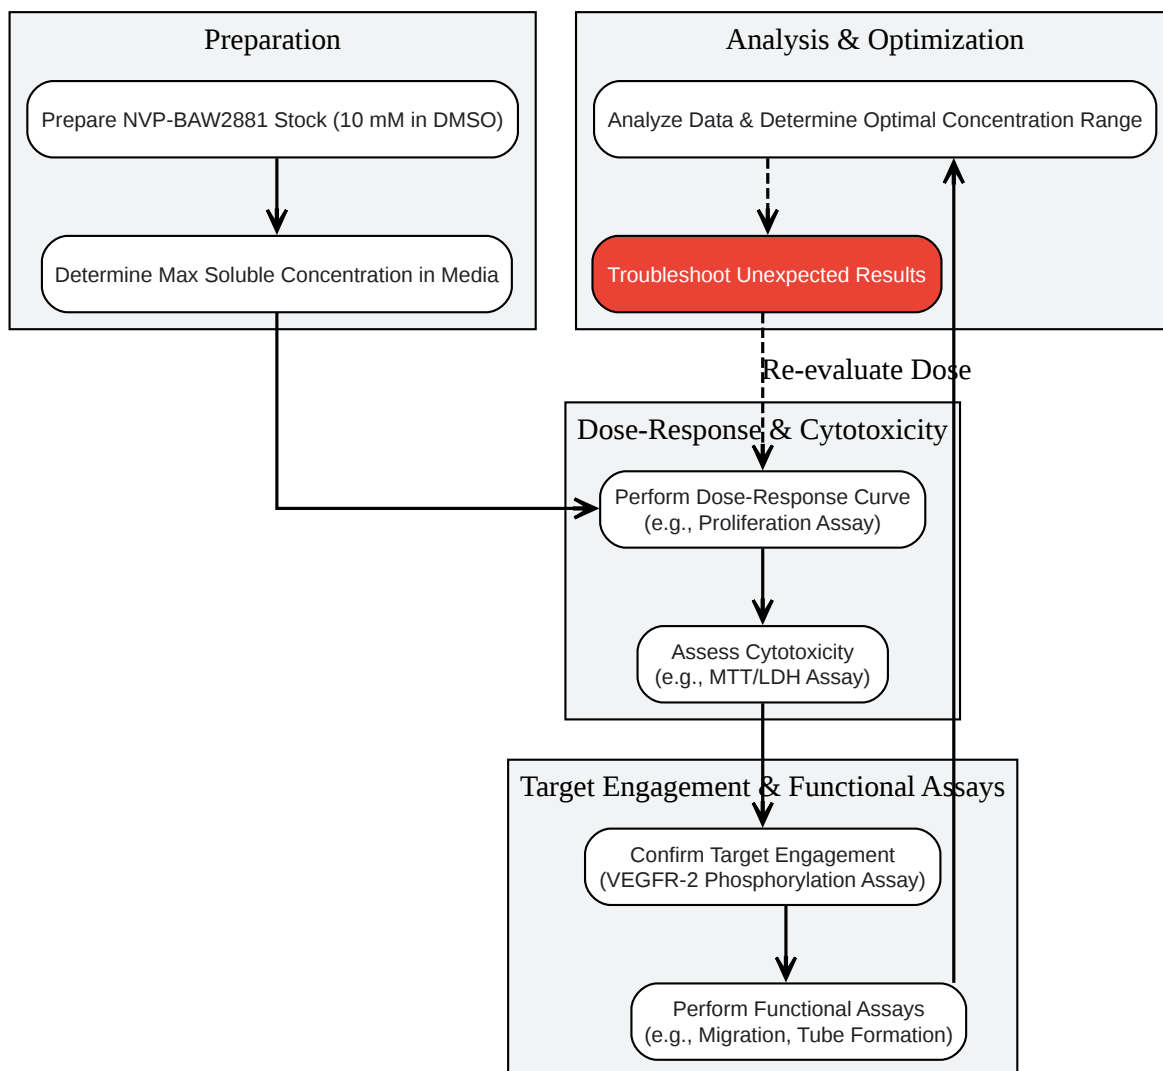 Preparation
Prepare NVP-BAW2881 Stock (10 mM in DMSO)
Determine Max Soluble Concentration in Media
Analysis & Optimization
Analyze Data & Determine Optimal Concentration Range
Troubleshoot Unexpected Results
Re-evaluate Dose
Dose-Response & Cytotoxicity
Perform Dose-Response Curve
(e.g., Proliferation Assay)
Assess Cytotoxicity
(e.g., MTT/LDH Assay)
Target Engagement & Functional Assays
Confirm Target Engagement
(VEGFR-2 Phosphorylation Assay)
Perform Functional Assays
(e.g., Migration, Tube Formation)